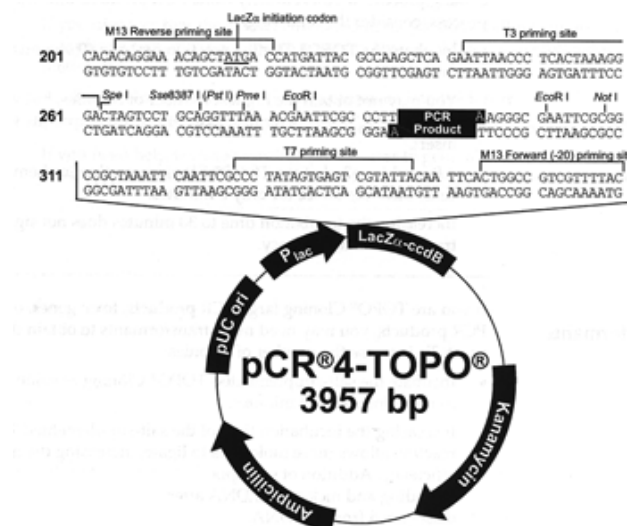 LacZα initiation codon
M13 Reverse priming site
T3 priming site
201 CACACAGGAA ACAGCTATGA CCATGATTAC GCCAAGCTCA GAATTAACCC TCACTAAAGG
GTGTGTCCTT TGTCGATACT GGTACTAATG CGGTTCGAGT CTTAATTGGG AGTGATTTCC
Spe I Sse8387 I (Pst I) Pme I EcoR I EcoR I Not I
261 GACTAGTCCT GCAGGTTTAA ACGAATTCGC CCTT PCR AAGGGC GAATTCGCGG
CTGATCAGGA CGTCCAAATT TGCTTAAGCG GGAA Product TTCCCG CTTAAGCGCC
T7 priming site M13 Forward (-20) priming site
311 CCGCTAAATT CAATTCGCCC TATAGTGAGT CGTATTACAA TTCACTGGCC GTCGTTTTAC
GGCGATTTAA GTTAAGCGGG ATATCACTCA GCATAATGTT AAGTGACCGG CAGCAAAATG
Plac
LacZα-ccdB
pUC ori
pCR®4-TOPO®
3957 bp
Kanamycin
Ampicillin